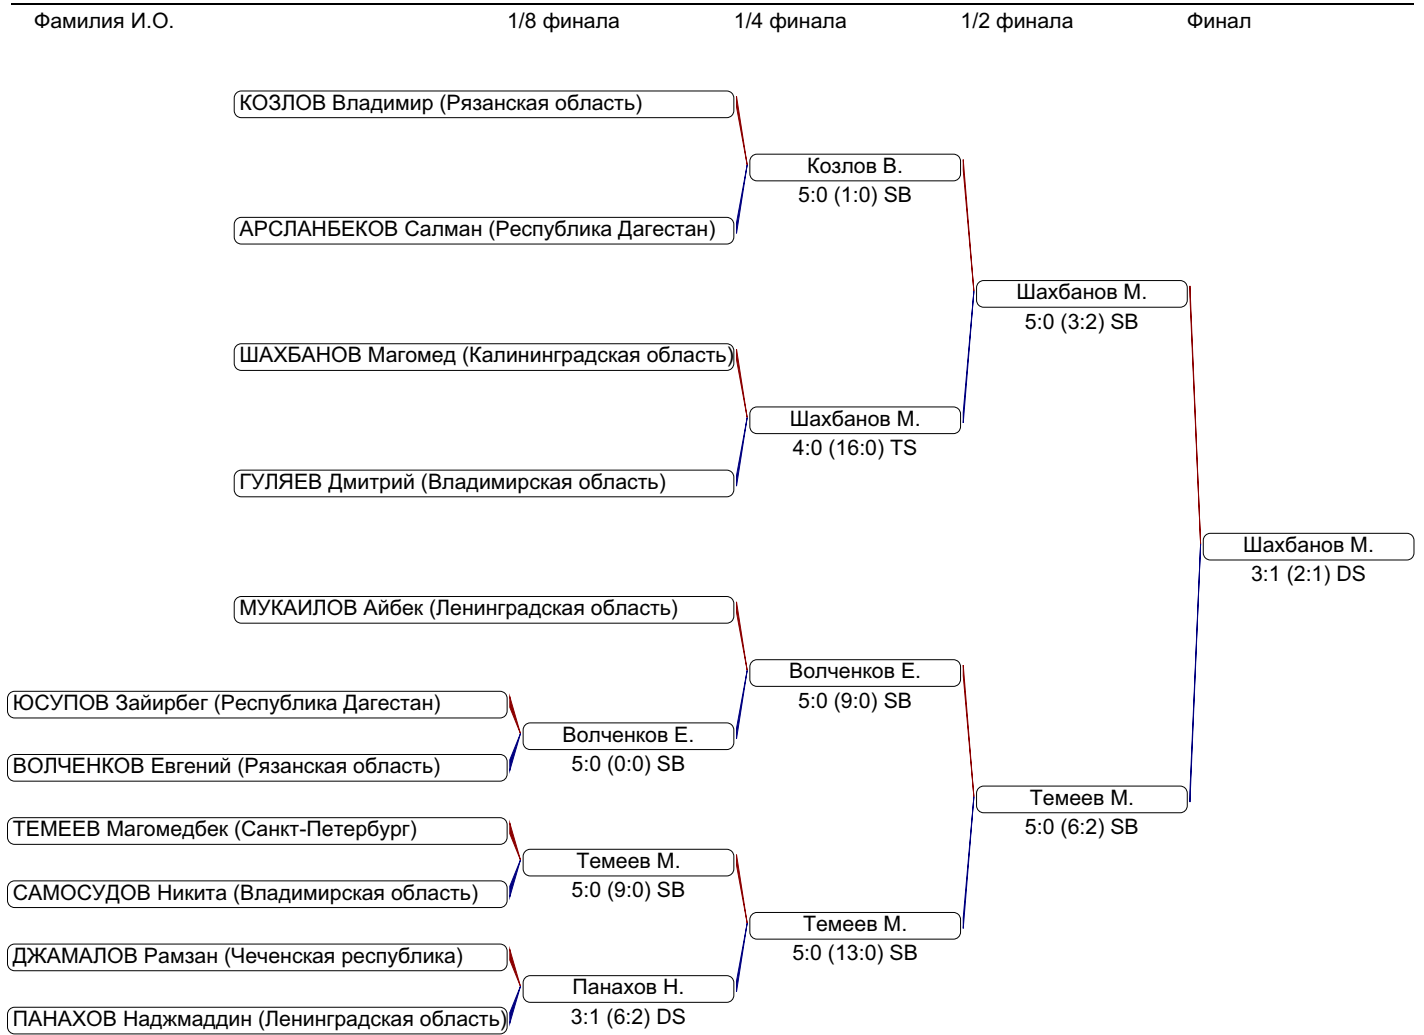 Фамилия И.О. 1/8 финала 1/4 финала 1/2 финала Финал
КОЗЛОВ Владимир (Рязанская область)
Козлов В.
5:0 (1:0) SB
АРСЛАНБЕКОВ Салман (Республика Дагестан)
Шахбанов М.
5:0 (3:2) SB
ШАХБАНОВ Магомед (Калининградская область)
Шахбанов М.
4:0 (16:0) TS
ГУЛЯЕВ Дмитрий (Владимирская область)
Шахбанов М.
3:1 (2:1) DS
МУКАИЛОВ Айбек (Ленинградская область)
Волченков Е.
5:0 (9:0) SB
ЮСУПОВ Зайирбег (Республика Дагестан)
Волченков Е.
5:0 (0:0) SB
ВОЛЧЕНКОВ Евгений (Рязанская область)
Темеев М.
5:0 (6:2) SB
ТЕМЕЕВ Магомедбек (Санкт-Петербург)
Темеев М.
5:0 (9:0) SB
САМОСУДОВ Никита (Владимирская область)
Темеев М.
5:0 (13:0) SB
ДЖАМАЛОВ Рамзан (Чеченская республика)
Панахов Н.
3:1 (6:2) DS
ПАНАХОВ Наджмаддин (Ленинградская область)